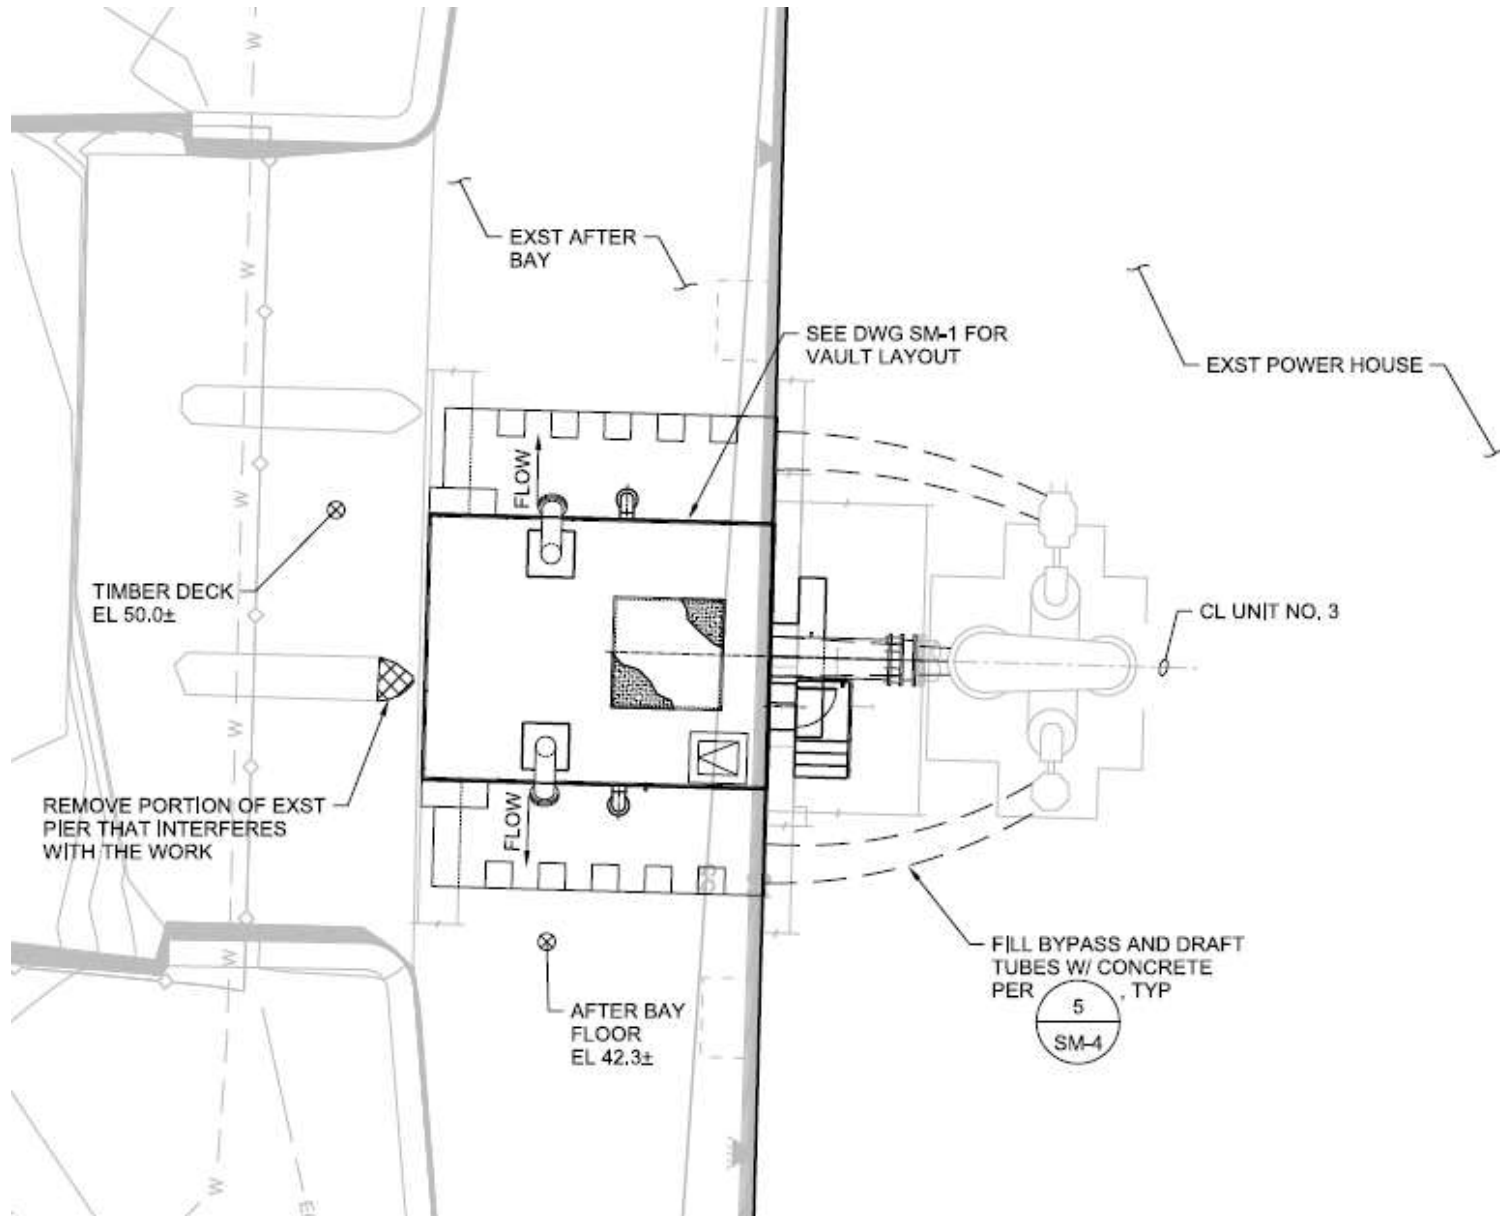 W
EXST AFTER
BAY
W
SEE DWG SM-1 FOR
VAULT LAYOUT
EXST POWER HOUSE
FLOW
W
TIMBER DECK
EL 50.0±
CL UNIT NO. 3
W
W
REMOVE PORTION OF EXST
PIER THAT INTERFERES
WITH THE WORK
FLOW
W
FILL BYPASS AND DRAFT
TUBES W/ CONCRETE
PER 5 , TYP
SM-4
AFTER BAY
FLOOR
EL 42.3±
W